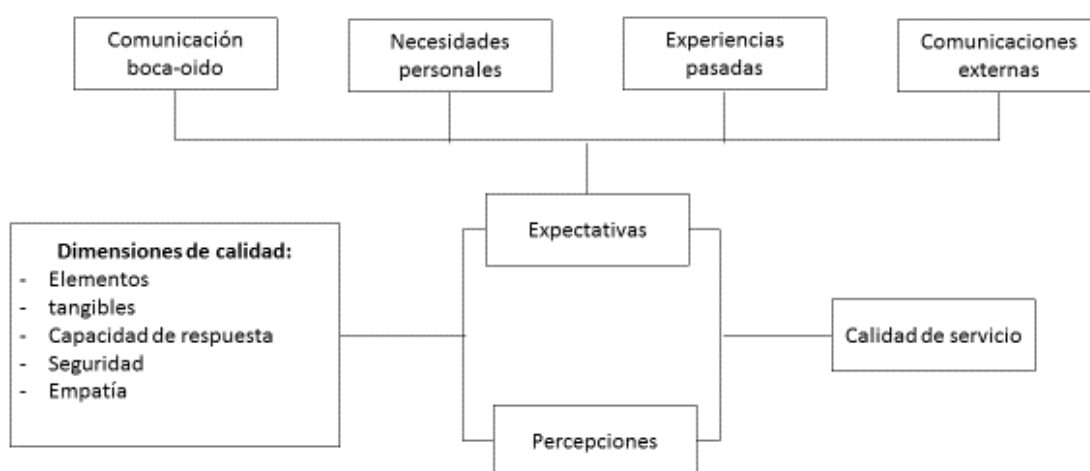 Comunicación
boca-oido
Necesidades
personales
Experiencias
pasadas
Comunicaciones
externas
Expectativas
Dimensiones de calidad:
- Elementos
- tangibles
- Capacidad de respuesta
- Seguridad
- Empatía
Calidad de servicio
Percepciones